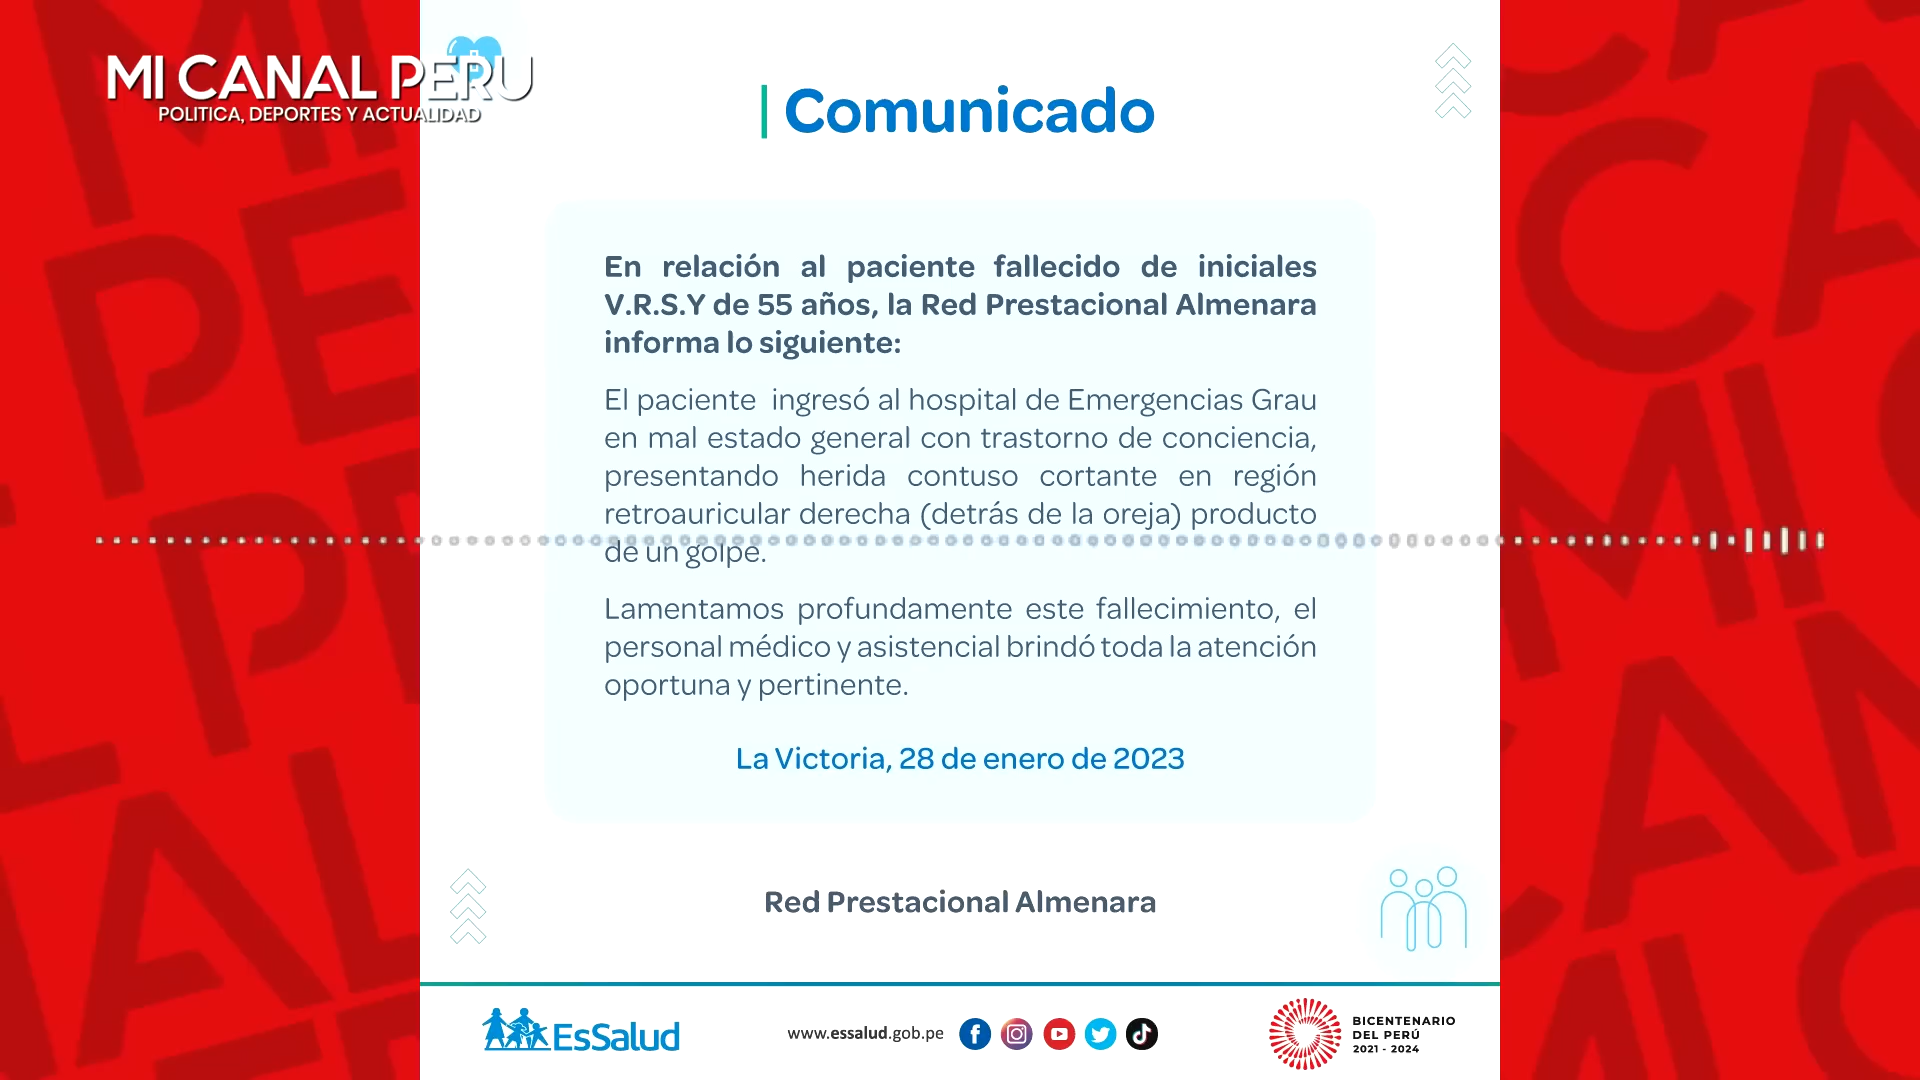 MI CANAL PERU
POLITICA, DEPORTES Y ACTUALIDAD
Comunicado
En relación al paciente fallecido de iniciales
V.R.S.Y de 55 años, la Red Prestacional Almenara
informa lo siguiente:
El paciente ingresó al hospital de Emergencias Grau
en mal estado general con trastorno de conciencia,
presentando herida contuso cortante en región
retroauricular derecha (detrás de la oreja) producto
de un golpe.
Lamentamos profundamente este fallecimiento, el
personal médico y asistencial brindó toda la atención
oportuna y pertinente.
La Victoria, 28 de enero de 2023
Red Prestacional Almenara
EsSalud
www.essalud.gob.pe
BICENTENARIO
DEL PERÚ
2021 - 2024